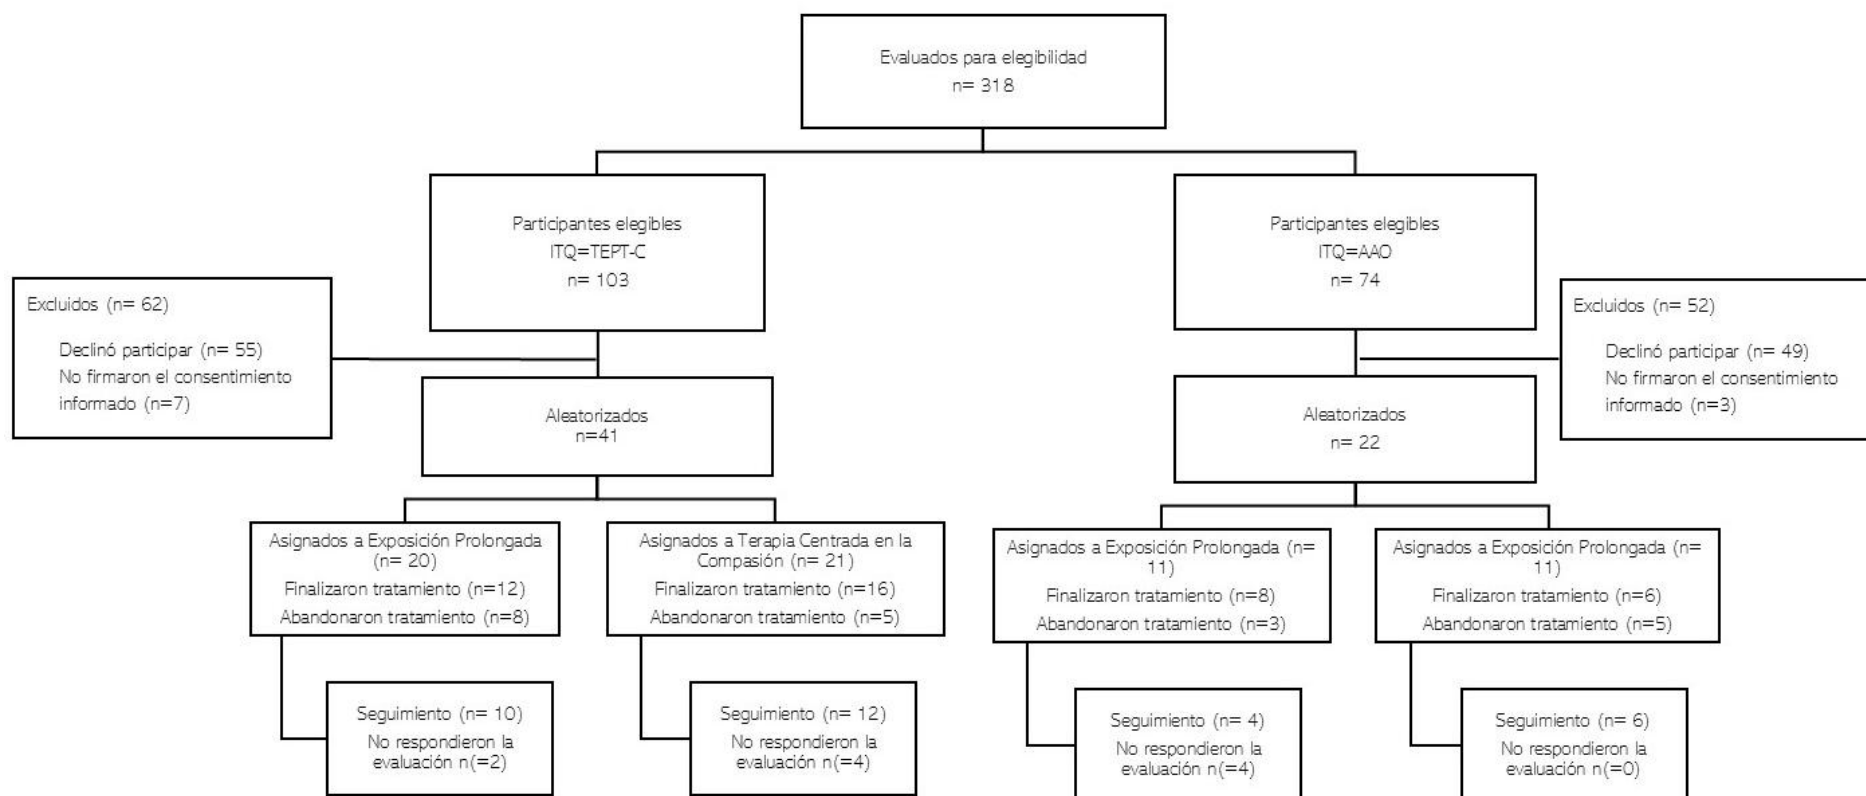 Evaluados para elegibilidad
n= 318
Participantes elegibles
ITQ=TEPT-C
n= 103
Participantes elegibles
ITQ=AAO
n= 74
Excluidos (n= 62)
Declinó participar (n= 55)
No firmaron el consentimiento
informado (n=7)
Excluidos (n= 52)
Declinó participar (n= 49)
No firmaron el consentimiento
informado (n=3)
Aleatorizados
n=41
Aleatorizados
n= 22
Asignados a Exposición Prolongada
(n= 20)
Finalizaron tratamiento (n=12)
Abandonaron tratamiento (n=8)
Asignados a Terapia Centrada en la
Compasión (n= 21)
Finalizaron tratamiento (n=16)
Abandonaron tratamiento (n=5)
Asignados a Exposición Prolongada (n=
11)
Finalizaron tratamiento (n=8)
Abandonaron tratamiento (n=3)
Asignados a Exposición Prolongada (n=
11)
Finalizaron tratamiento (n=6)
Abandonaron tratamiento (n=5)
Seguimiento (n= 10)
No respondieron la
evaluación n(=2)
Seguimiento (n= 12)
No respondieron la
evaluación n(=4)
Seguimiento (n= 4)
No respondieron la
evaluación n(=4)
Seguimiento (n= 6)
No respondieron la
evaluación n(=0)